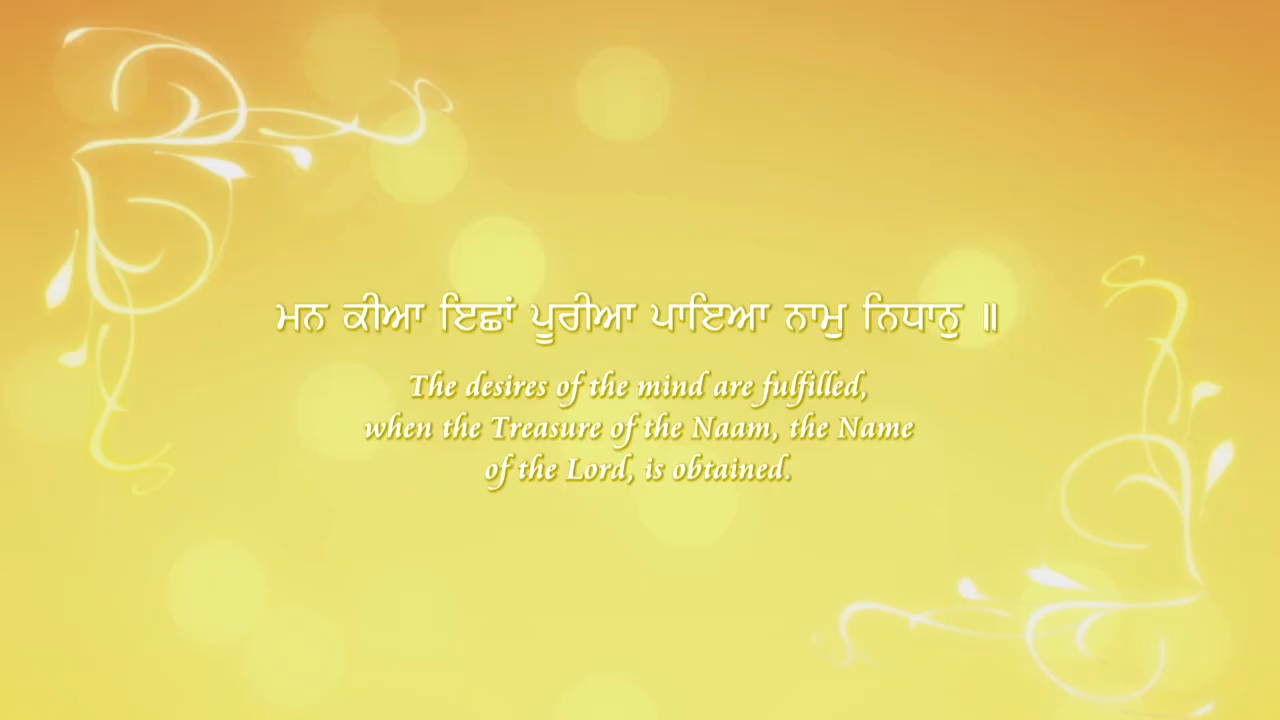 ਮਨ ਕੀਆ ਇਛਾਂ ਪੂਰੀਆ ਪਾਇਆ ਨਾਮੁ ਨਿਧਾਨੁ ॥
The desires of the mind are fulfilled,
when the Treasure of the Naam, the Name
of the Lord, is obtained.